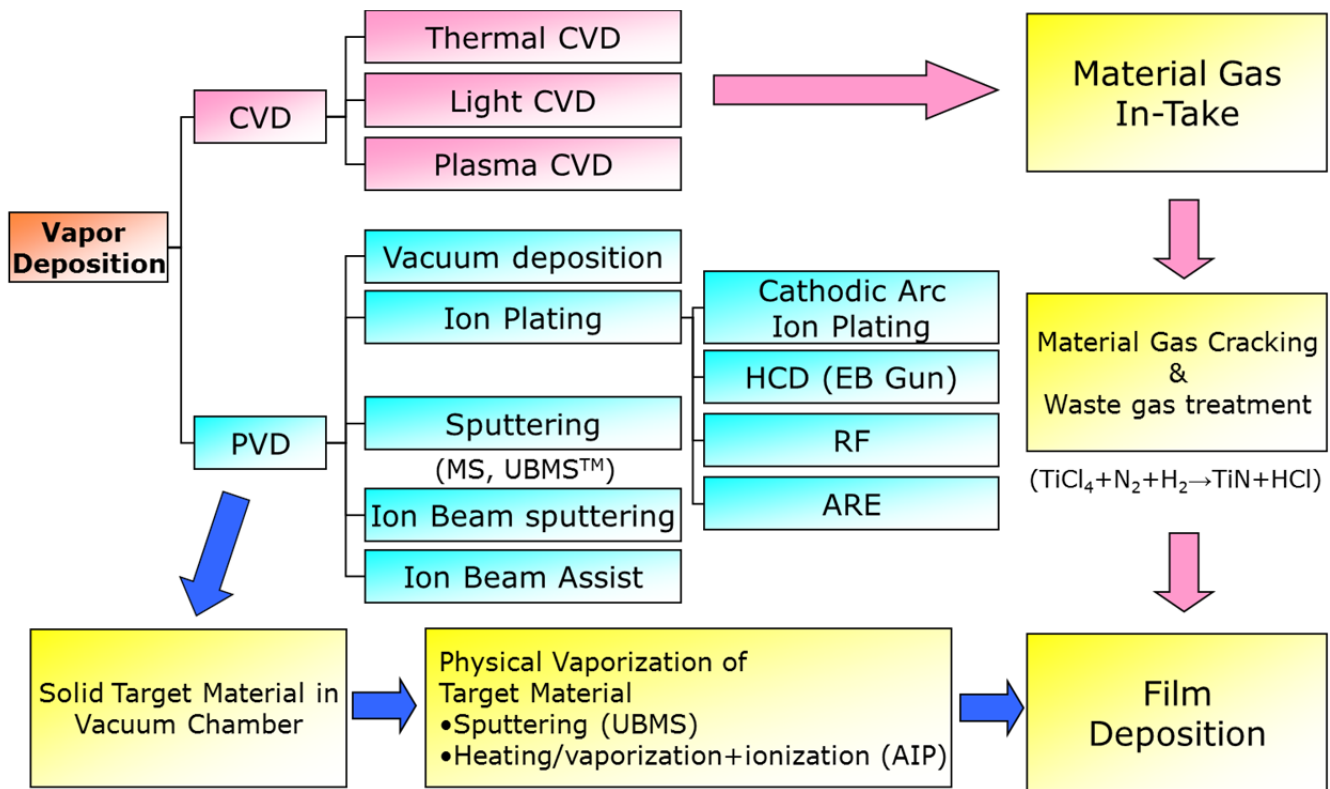 Vapor
Deposition
CVD
Thermal CVD
Light CVD
Plasma CVD
PVD
Vacuum deposition
Ion Plating
Cathodic Arc
Ion Plating
HCD (EB Gun)
RF
ARE
Sputtering
(MS, UBMS™)
Ion Beam sputtering
Ion Beam Assist
Material Gas
In-Take
Material Gas Cracking
&
Waste gas treatment
(TiCl₄+N₂+H₂→TiN+HCl)
Solid Target Material in
Vacuum Chamber
Physical Vaporization of
Target Material
•Sputtering (UBMS)
•Heating/vaporization+ionization (AIP)
Film
Deposition